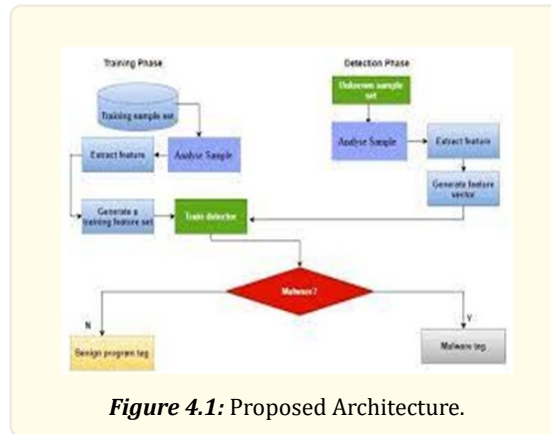 Training Phase
Detection Phase
Unknown sample
set
Training sample set
Extract feature
Analyse Sample
Analyse Sample
Extract feature
Generate feature
vector
Generate a
training feature set
Train detector
Malware?
N
Y
Benign program tag
Malware tag
Figure 4.1: Proposed Architecture.